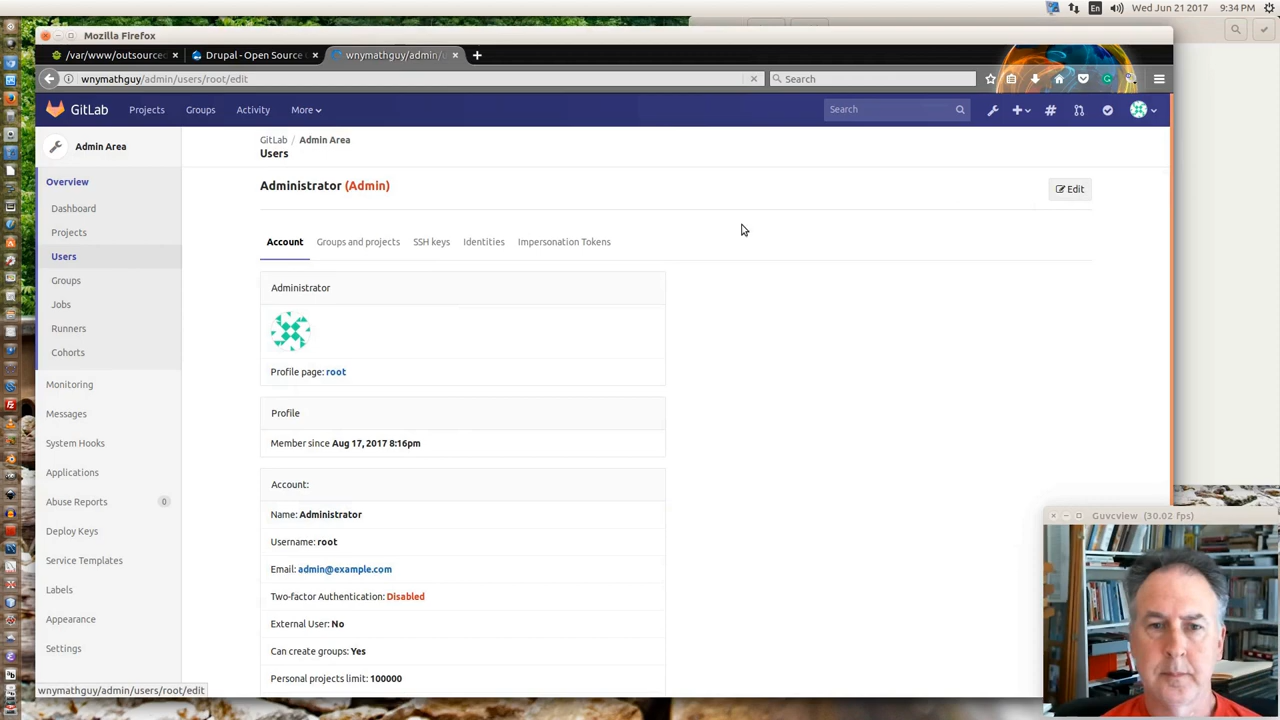 En
Wed Jun 21 2017
9:34 PM
Mozilla Firefox
/var/www/outsourced
Drupal - Open Source
wnymathguy/admin/u
wnymathguy/admin/users/root/edit
Search
GitLab
Projects
Groups
Activity
More
Search
Admin Area
GitLab / Admin Area
Users
Overview
Administrator (Admin)
Edit
Dashboard
Projects
Users
Groups
Jobs
Runners
Cohorts
Monitoring
Messages
System Hooks
Applications
Abuse Reports 0
Deploy Keys
Service Templates
Labels
Appearance
Settings
Account
Groups and projects
SSH keys
Identities
Impersonation Tokens
Administrator
Profile page: root
Profile
Member since Aug 17, 2017 8:16pm
Account:
Name: Administrator
Username: root
Email: admin@example.com
Two-factor Authentication: Disabled
External User: No
Can create groups: Yes
Personal projects limit: 100000
wnymathguy/admin/users/root/edit
Guvcview (30.02 fps)